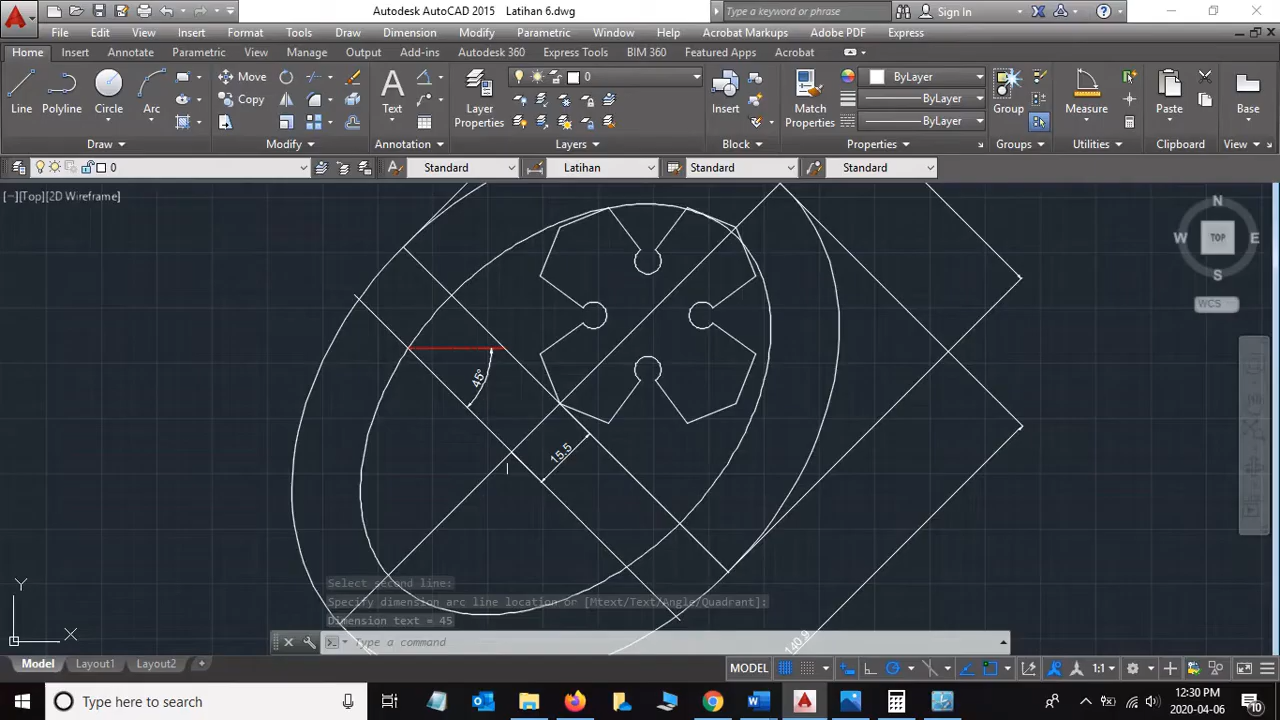 Autodesk AutoCAD 2015 Latihan 6.dwg
Type a keyword or phrase
Sign In
File Edit View Insert Format Tools Draw Dimension Modify Parametric Window Help Acrobat Markups Adobe PDF Express
Home Insert Annotate Parametric View Manage Output Add-ins Autodesk 360 Express Tools BIM 360 Featured Apps Acrobat
Line Polyline Circle Arc
Move
Copy
Text
Layer
Properties
0
Insert
Match
Properties
ByLayer
ByLayer
ByLayer
Group
Measure
Paste
Base
Draw Modify Annotation Layers Block Properties Groups Utilities Clipboard View
0 Standard Latihan Standard Standard
[−][Top][2D Wireframe]
N
W TOP E
S
WCS
45°
15.5
140.9
Y
X
Select second line:
Specify dimension arc line location or [Mtext/Text/Angle/Quadrant]:
Dimension text = 45
Type a command
Model Layout1 Layout2 +
MODEL 1:1
Type here to search
12:30 PM
2020-04-06
10